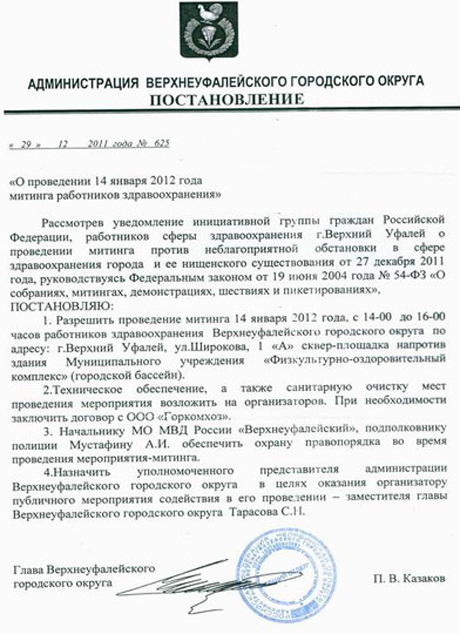 АДМИНИСТРАЦИЯ ВЕРХНЕУФАЛЕЙСКОГО ГОРОДСКОГО ОКРУГА
ПОСТАНОВЛЕНИЕ
« 29 » 12 2011 года № 625
«О проведении 14 января 2012 года
митинга работников здравоохранения»
Рассмотрев уведомление инициативной группы граждан Российской
Федерации, работников сферы здравоохранения г.Верхний Уфалей о
проведении митинга против неблагоприятной обстановки в сфере
здравоохранения города и ее нищенского существования от 27 декабря 2011
года, руководствуясь Федеральным законом от 19 июня 2004 года № 54-ФЗ «О
собраниях, митингах, демонстрациях, шествиях и пикетированиях»,
ПОСТАНОВЛЯЮ:
1. Разрешить проведение митинга 14 января 2012 года, с 14-00 до 16-00
часов работников здравоохранения Верхнеуфалейского городского округа по
адресу: г.Верхний Уфалей, ул.Широкова, 1 «А» сквер-площадка напротив
здания Муниципального учреждения «Физкультурно-оздоровительный
комплекс» (городской бассейн).
2.Техническое обеспечение, а также санитарную очистку мест
проведения мероприятия возложить на организаторов. При необходимости
заключить договор с ООО «Горкомхоз».
3. Начальнику МО МВД России «Верхнеуфалейский», подполковнику
полиции Мустафину А.И. обеспечить охрану правопорядка во время
проведения мероприятия-митинга.
4.Назначить уполномоченного представителя администрации
Верхнеуфалейского городского округа в целях оказания организатору
публичного мероприятия содействия в его проведении – заместителя главы
Верхнеуфалейского городского округа Тарасова С.Н.
Глава Верхнеуфалейского
городского округа П. В. Казаков